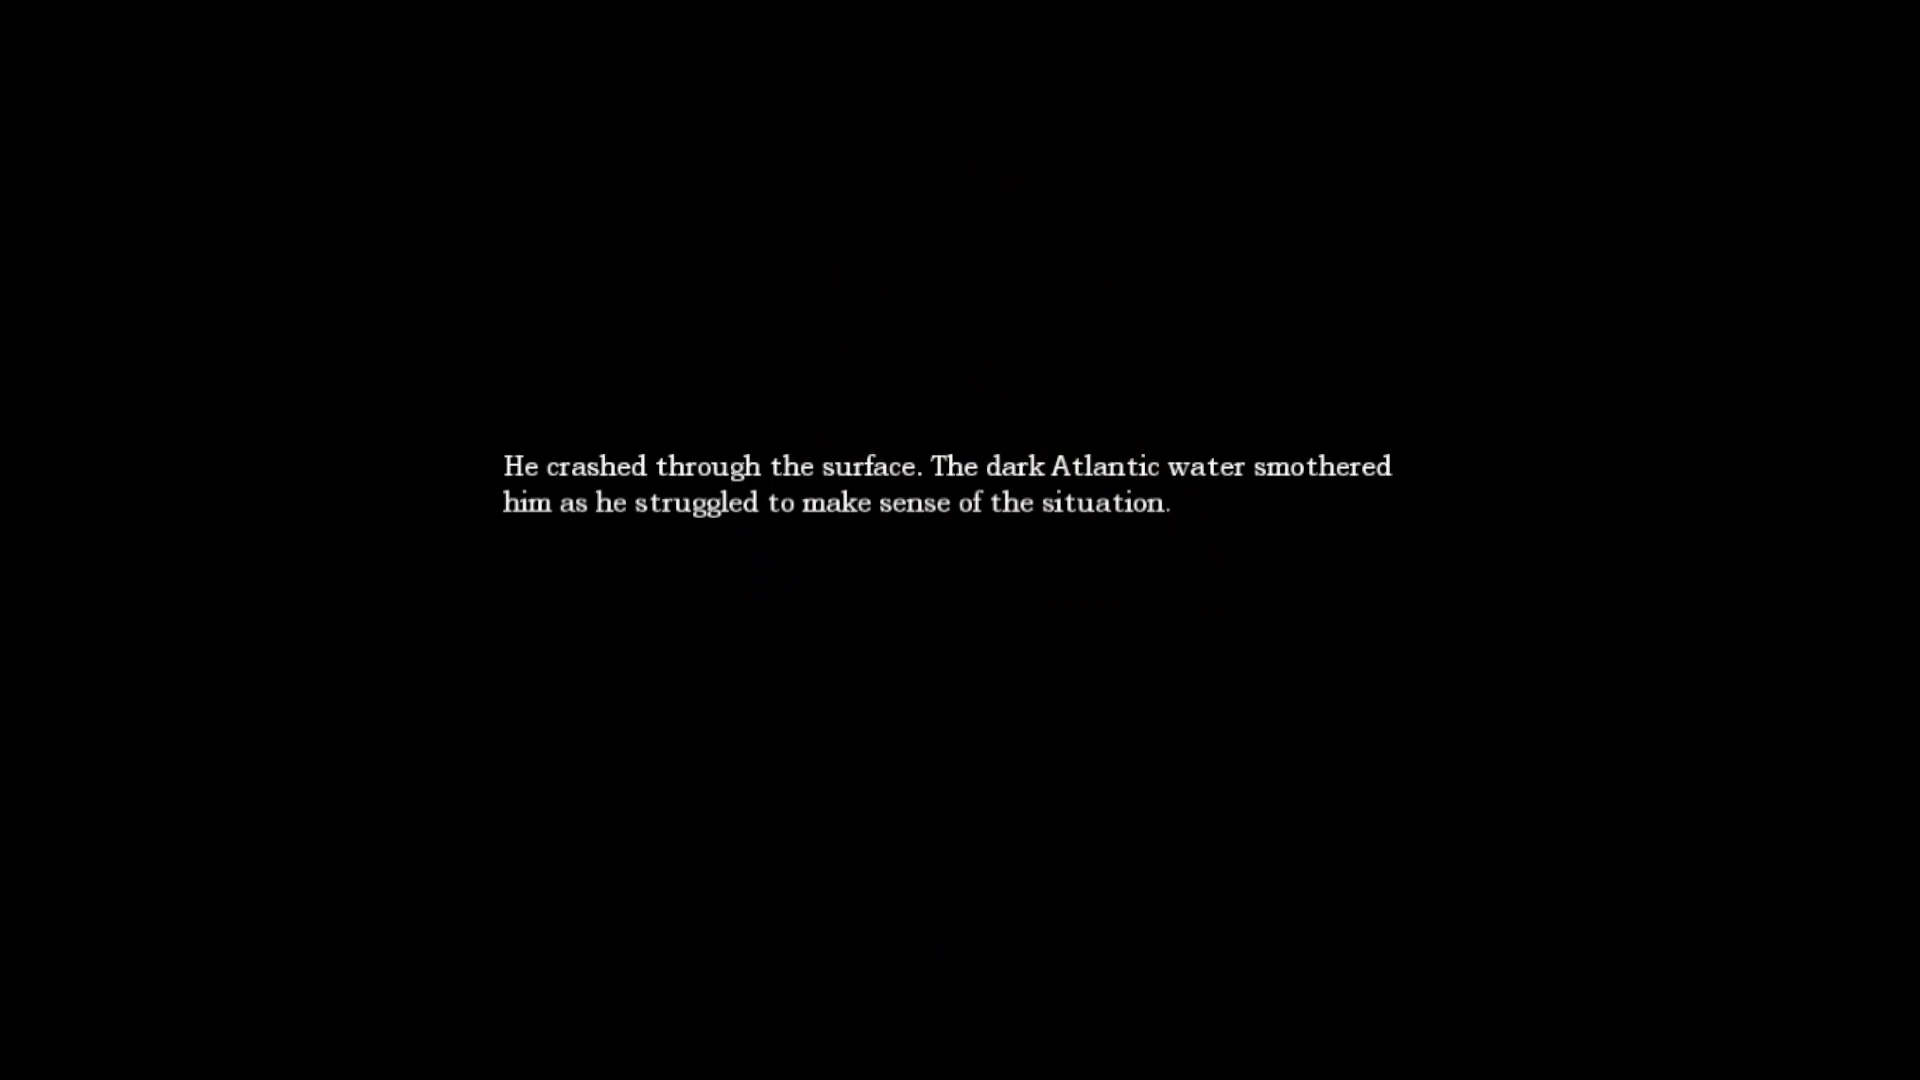 He crashed through the surface. The dark Atlantic water smothered
him as he struggled to make sense of the situation.